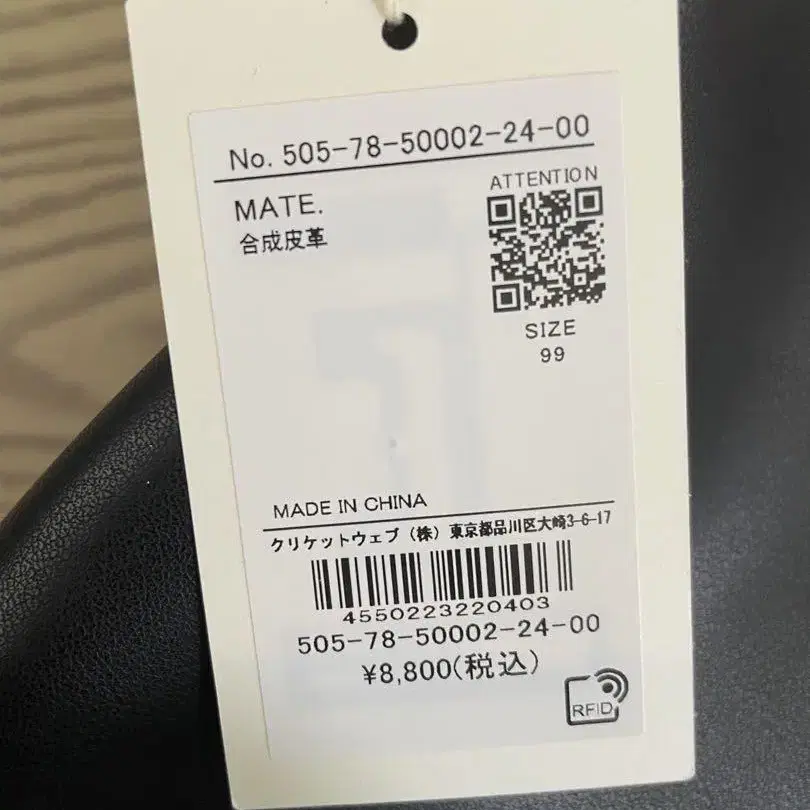 No. 505-78-50002-24-00
MATE.
合成皮革
ATTENTION
SIZE
99
MADE IN CHINA
クリケットウェブ（株）東京都品川区大崎3-6-17
4550223220403
505-78-50002-24-00
¥8,800(税込)
RFID